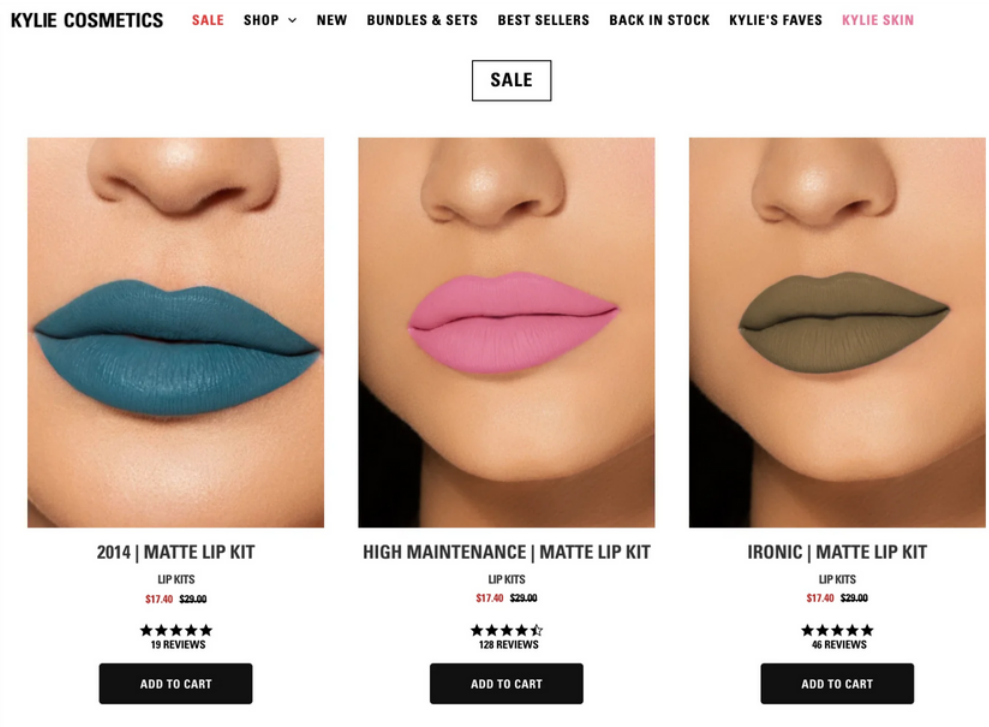 KYLIE COSMETICS SALE SHOP NEW BUNDLES & SETS BEST SELLERS BACK IN STOCK KYLIE'S FAVES KYLIE SKIN
SALE
2014 | MATTE LIP KIT
LIP KITS
$17.40 $29.00
19 REVIEWS
ADD TO CART
HIGH MAINTENANCE | MATTE LIP KIT
LIP KITS
$17.40 $29.00
128 REVIEWS
ADD TO CART
IRONIC | MATTE LIP KIT
LIP KITS
$17.40 $29.00
46 REVIEWS
ADD TO CART